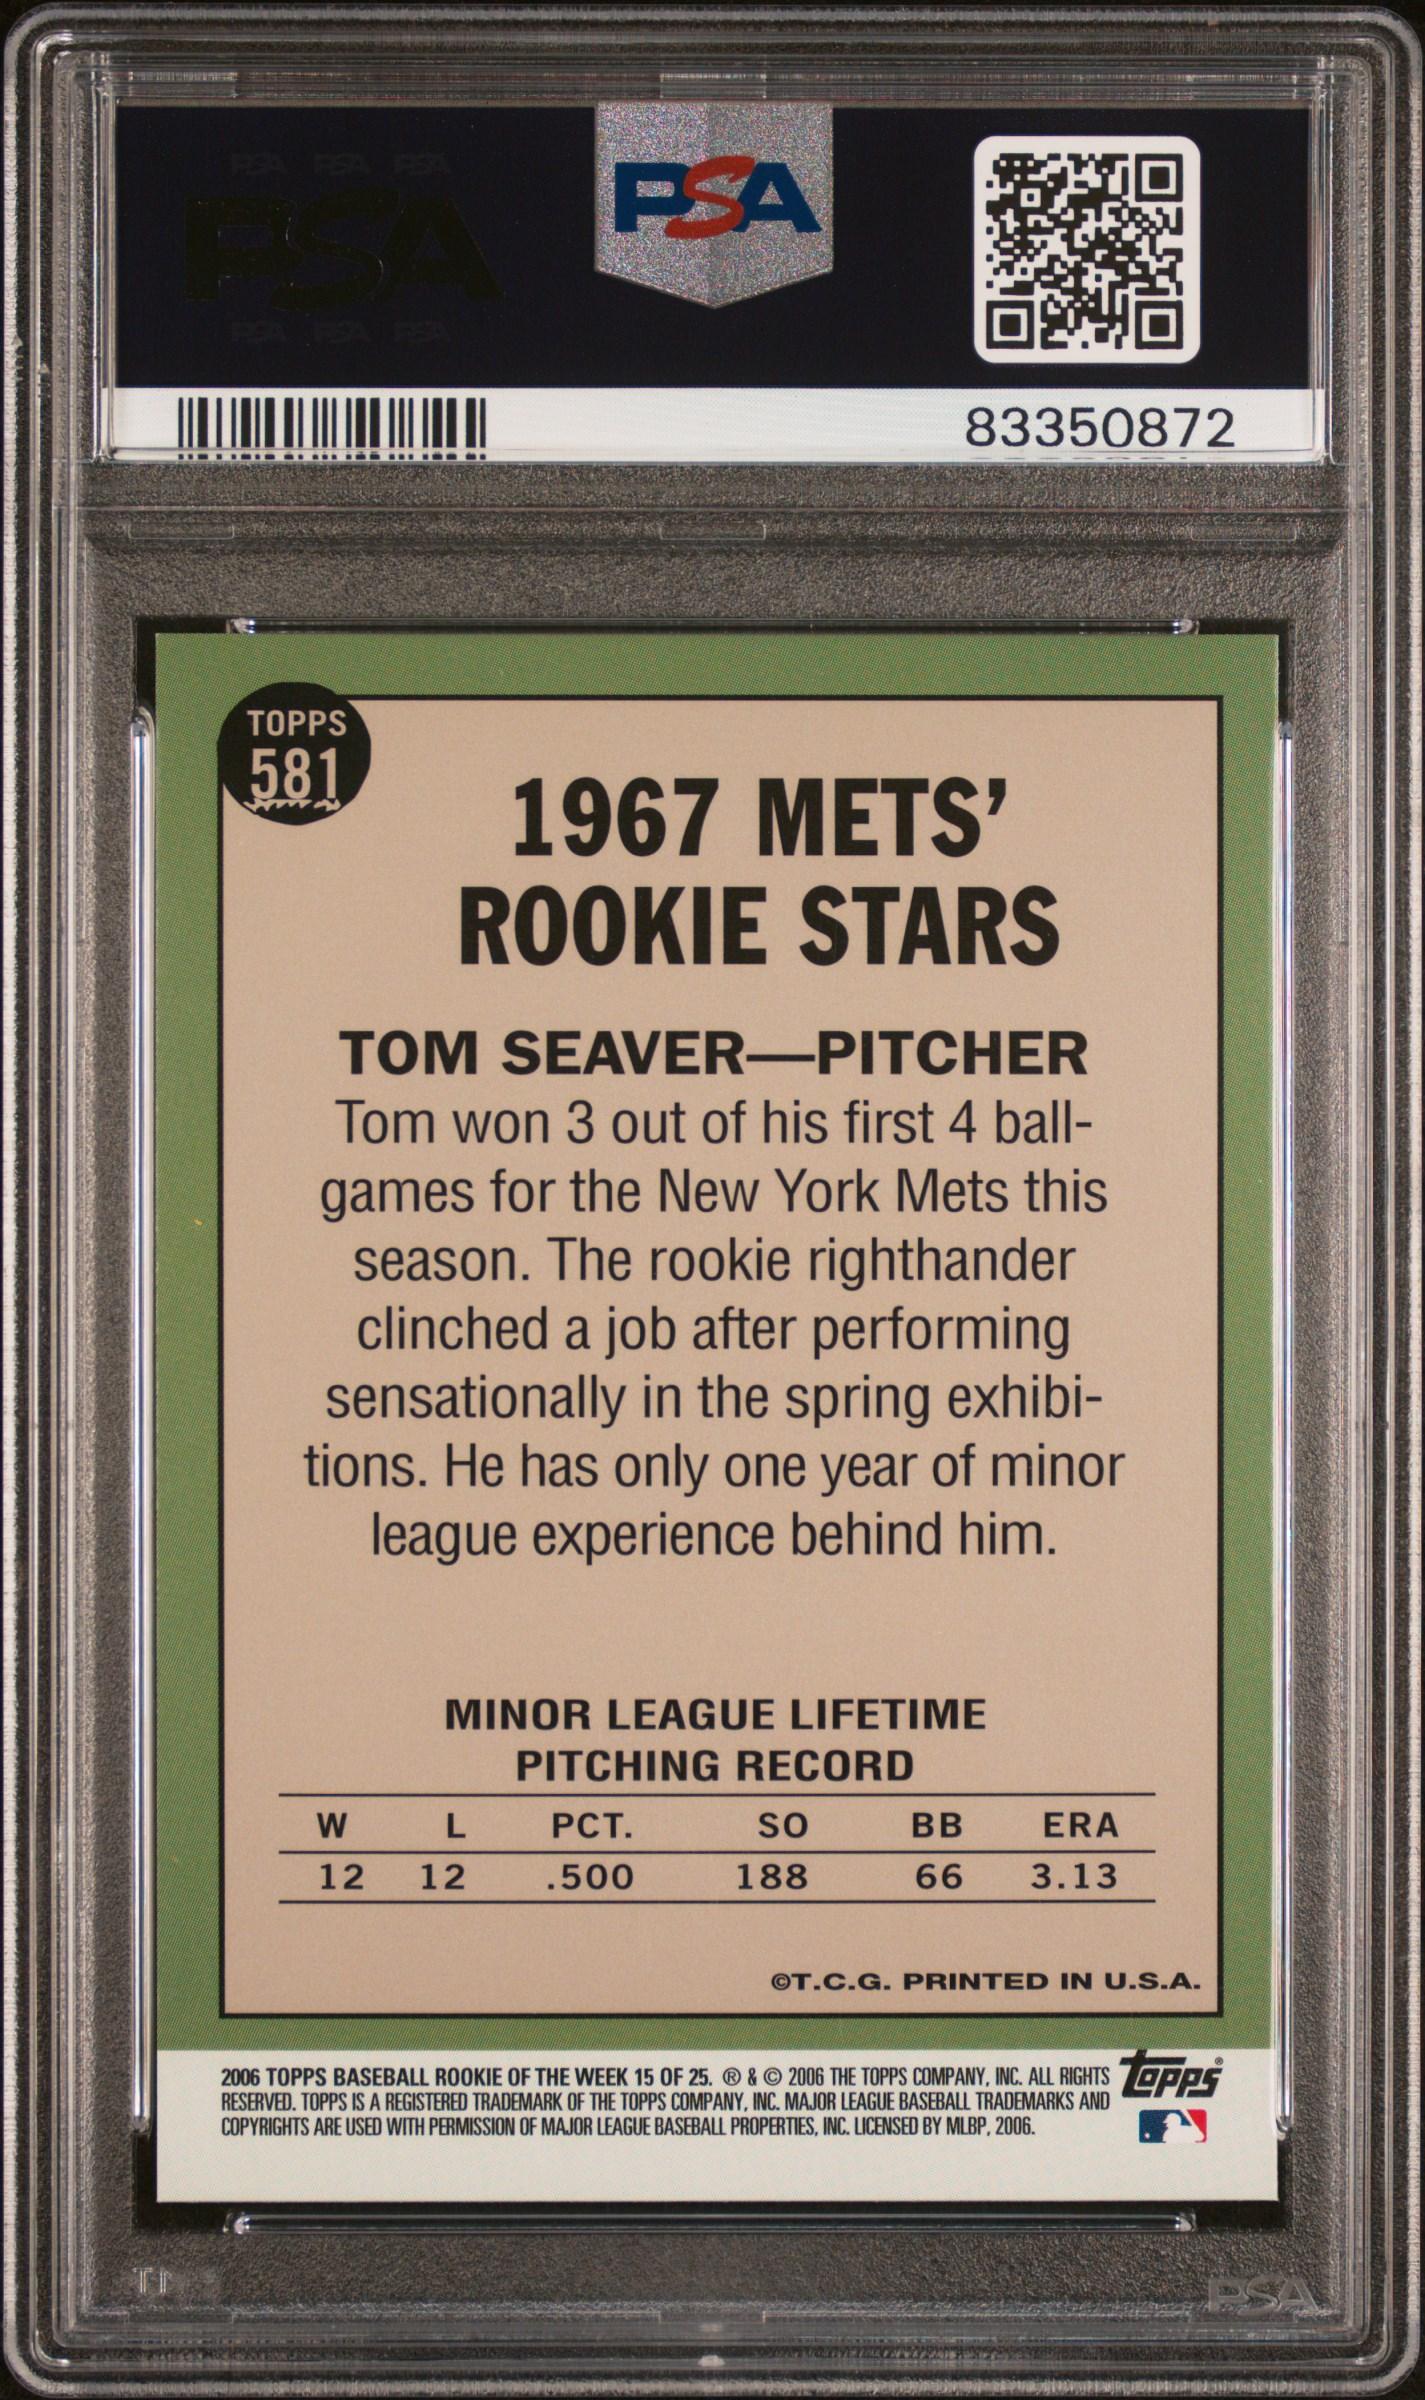 PSA PSA PSA
PSA
PSA PSA PSA
PSA
83350872
TOPPS
581
1967 METS’
ROOKIE STARS
TOM SEAVER—PITCHER
Tom won 3 out of his first 4 ball-
games for the New York Mets this
season. The rookie righthander
clinched a job after performing
sensationally in the spring exhibi-
tions. He has only one year of minor
league experience behind him.
MINOR LEAGUE LIFETIME
PITCHING RECORD
W L PCT. SO BB ERA
12 12 .500 188 66 3.13
©T.C.G. PRINTED IN U.S.A.
2006 TOPPS BASEBALL ROOKIE OF THE WEEK 15 OF 25. ® & © 2006 THE TOPPS COMPANY, INC. ALL RIGHTS
RESERVED. TOPPS IS A REGISTERED TRADEMARK OF THE TOPPS COMPANY, INC. MAJOR LEAGUE BASEBALL TRADEMARKS AND
COPYRIGHTS ARE USED WITH PERMISSION OF MAJOR LEAGUE BASEBALL PROPERTIES, INC. LICENSED BY MLBP, 2006.
topps®
PSA